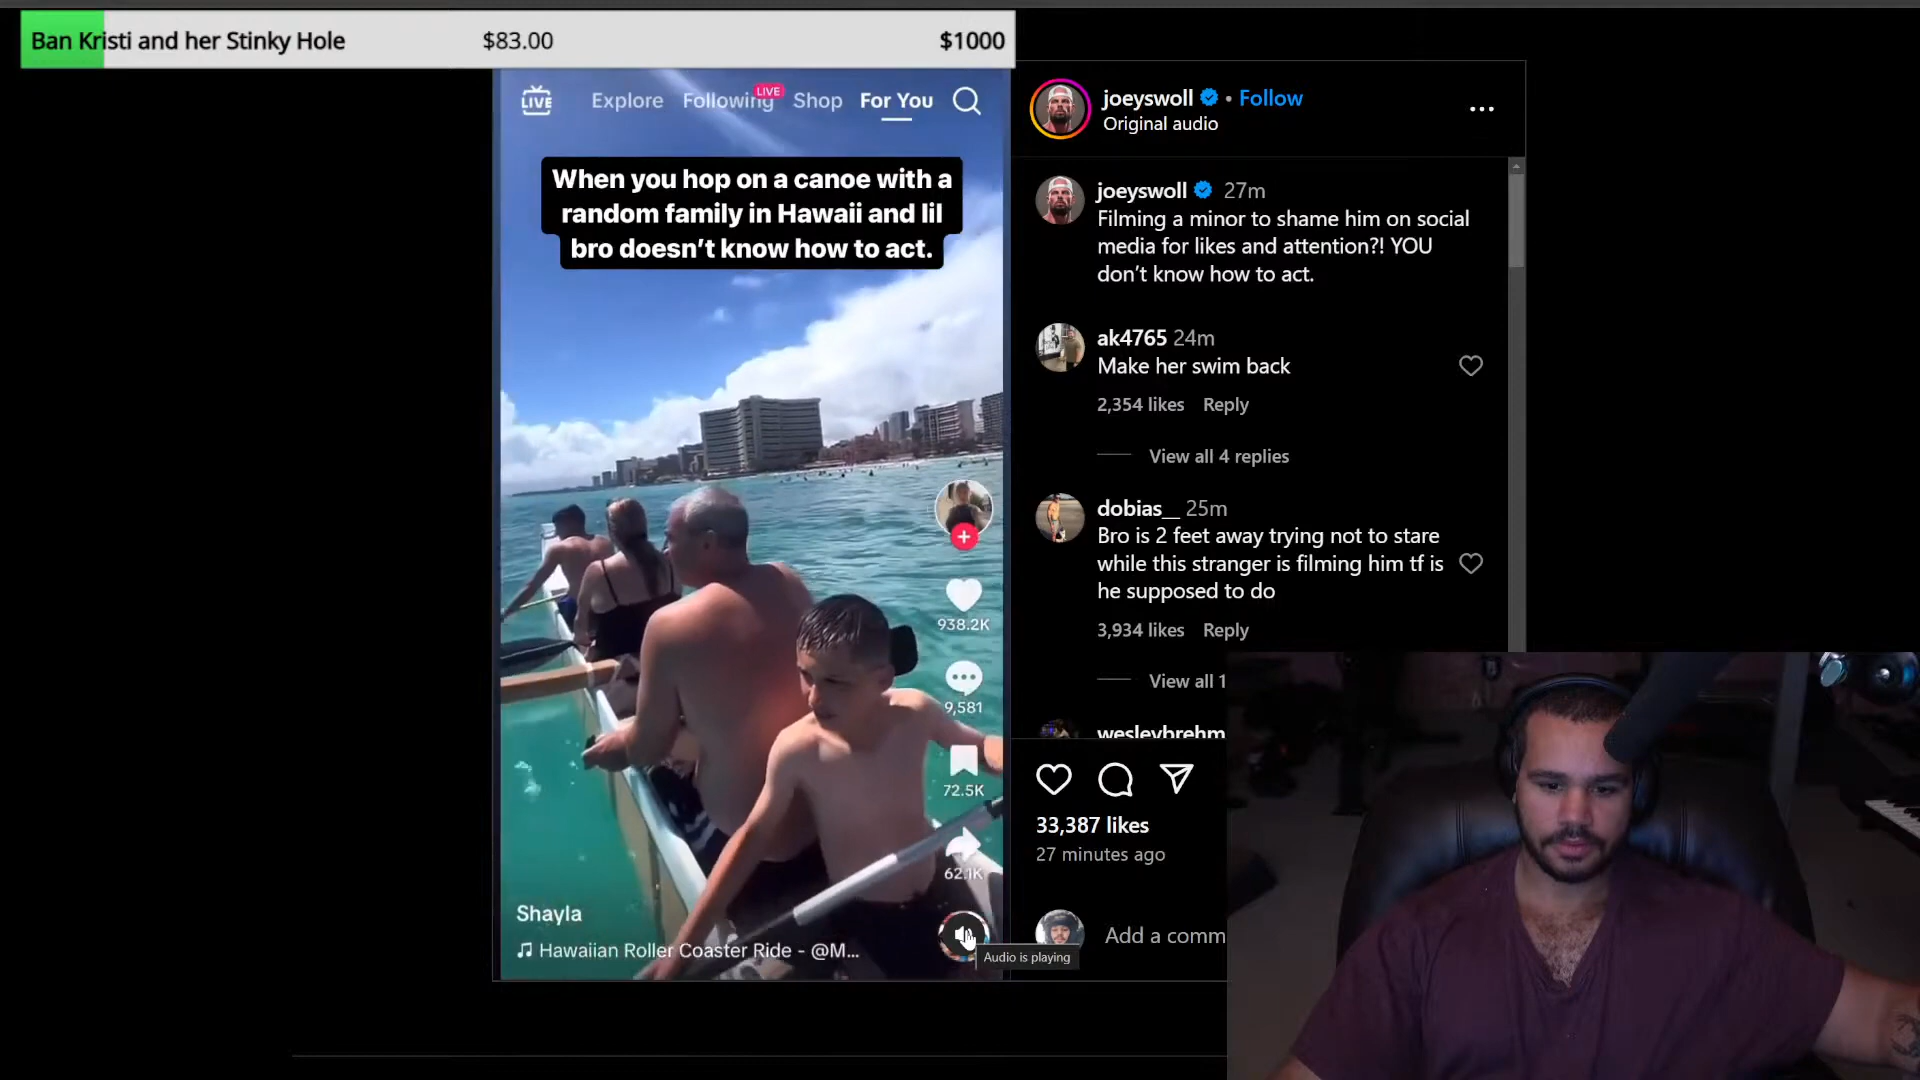 Ban Kristi and her Stinky Hole $83.00 $1000
LIVE Explore Following LIVE Shop For You
When you hop on a canoe with a
random family in Hawaii and lil
bro doesn’t know how to act.
938.2K
9,581
72.5K
62.1K
Shayla
Hawaiian Roller Coaster Ride - @M...
Audio is playing
joeyswoll • Follow
Original audio
joeyswoll 27m
Filming a minor to shame him on social
media for likes and attention?! YOU
don’t know how to act.
ak4765 24m
Make her swim back
2,354 likes Reply
View all 4 replies
dobias__ 25m
Bro is 2 feet away trying not to stare
while this stranger is filming him tf is
he supposed to do
3,934 likes Reply
View all 1
wesleybrehm
33,387 likes
27 minutes ago
Add a comm